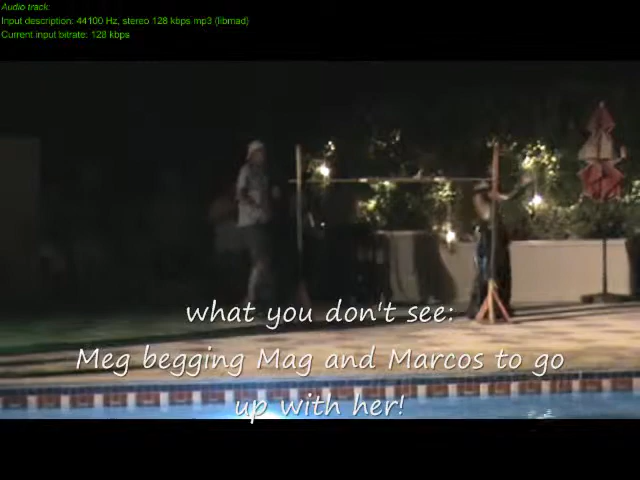 Audio track:
Input description: 44100 Hz, stereo 128 kbps mp3 (libmad)
Current input bitrate: 128 kbps
what you don't see:
Meg begging Mag and Marcos to go
up with her!